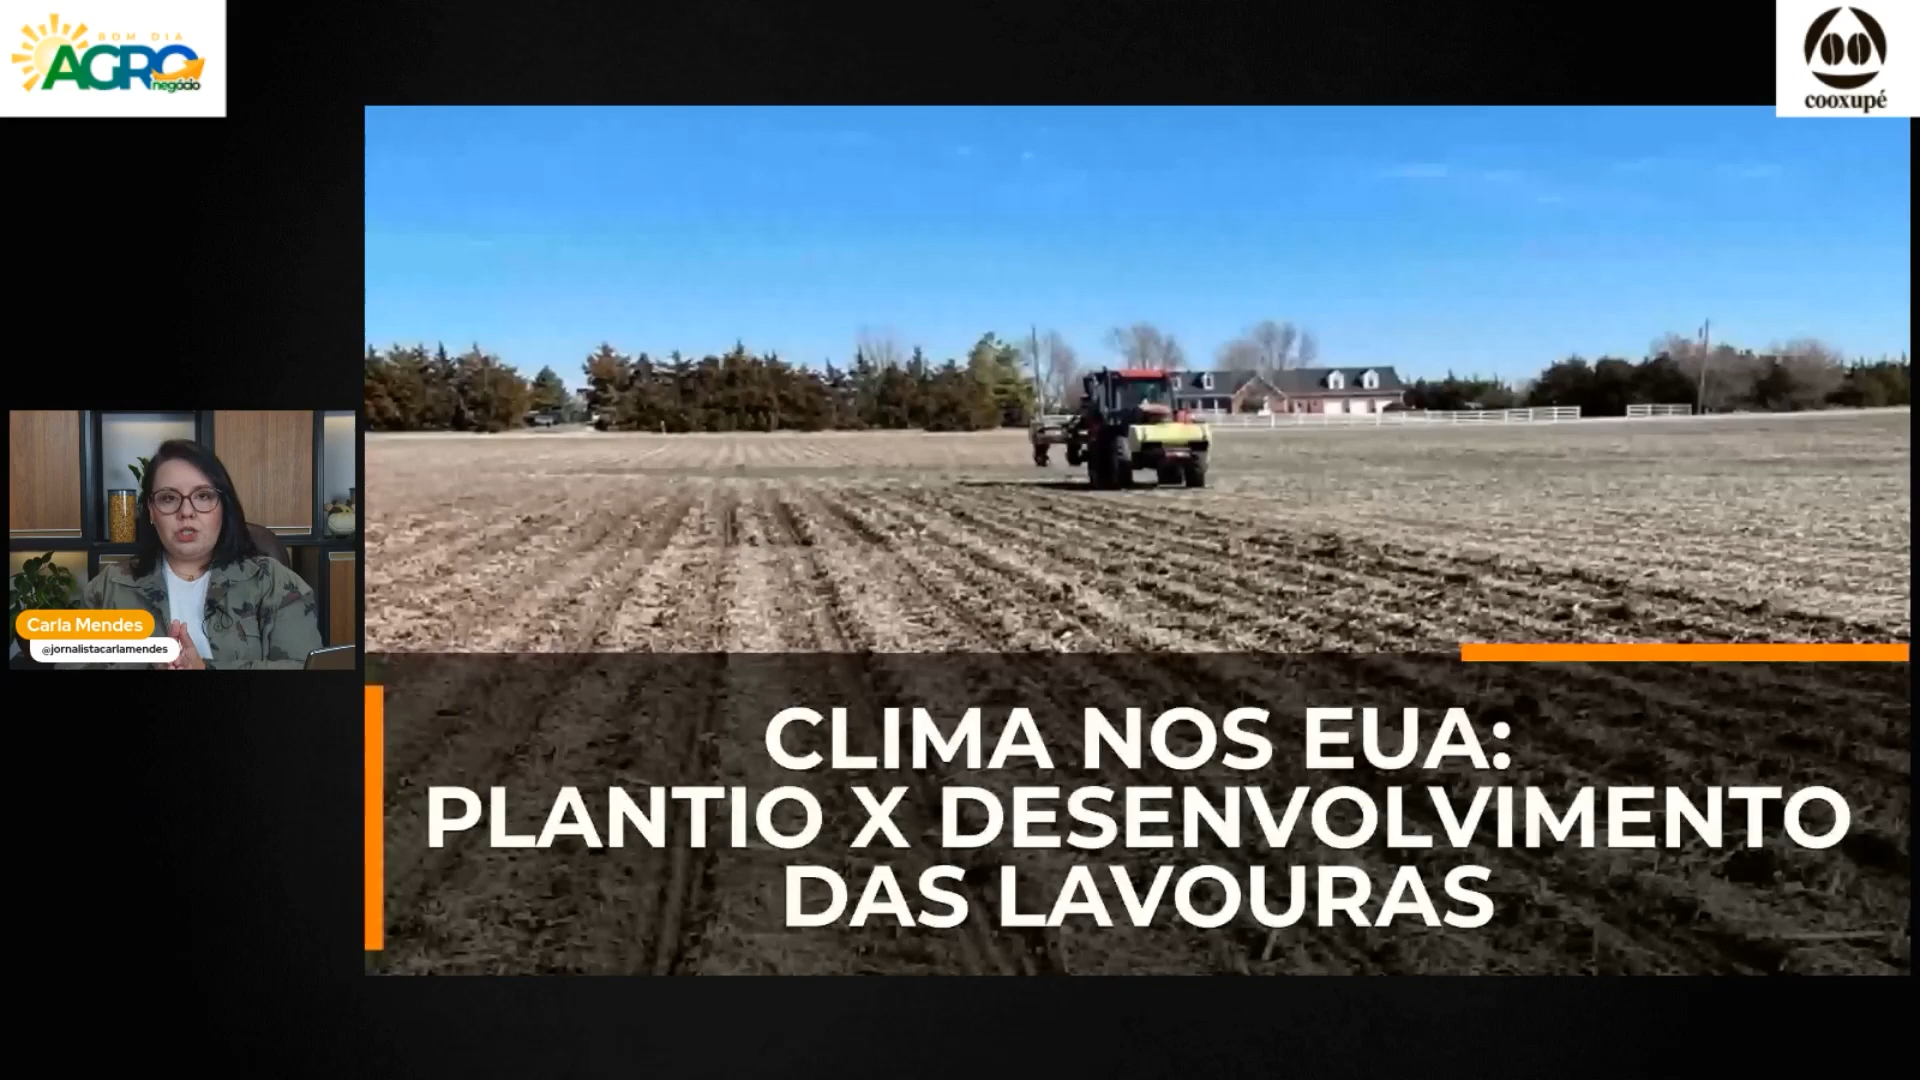 BOM DIA
AGRO
negócio
cooxupé
Carla Mendes
@jornalistacarlamendes
CLIMA NOS EUA:
PLANTIO X DESENVOLVIMENTO
DAS LAVOURAS